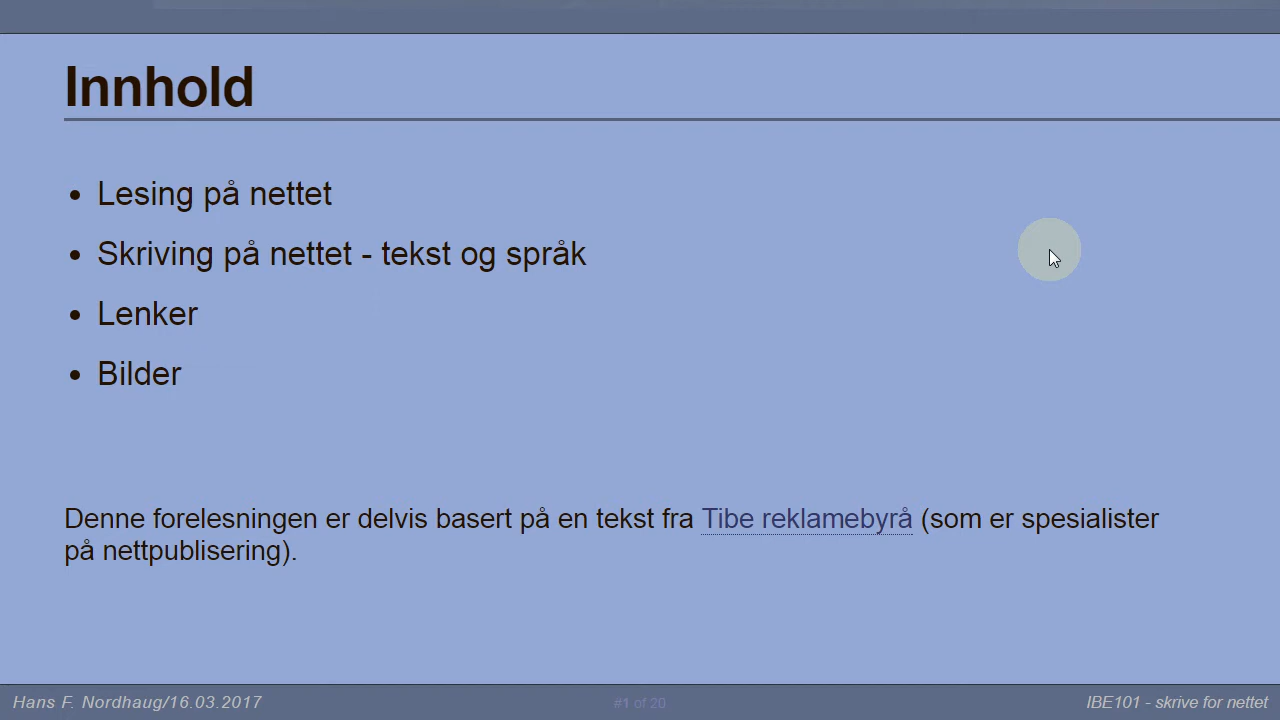 Innhold
• Lesing på nettet
• Skriving på nettet - tekst og språk
• Lenker
• Bilder
Denne forelesningen er delvis basert på en tekst fra Tibe reklamebyrå (som er spesialister
på nettpublisering).
Hans F. Nordhaug/16.03.2017 #1 of 20 IBE101 - skrive for nettet